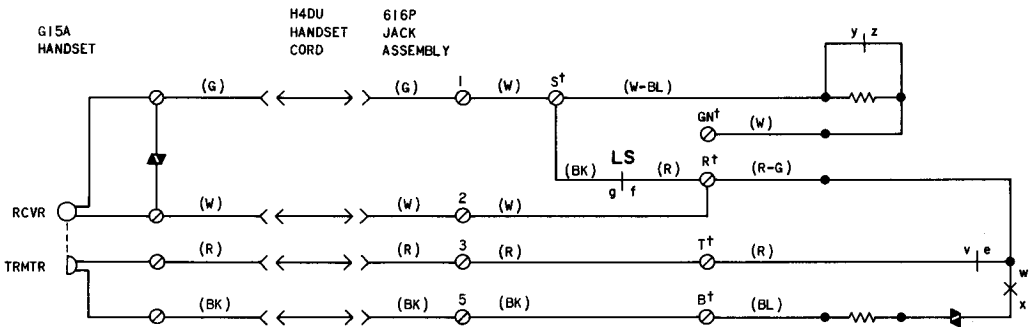 G15A
HANDSET
H4DU
HANDSET
CORD
616P
JACK
ASSEMBLY
y z
(G) (G) 1 (W) S† (W-BL)
GN† (W)
(BK) LS (R) R† (R-G)
g f
RCVR (W) (W) 2 (W)
TRMTR (R) (R) 3 (R) T† (R) v e
w
x
(BK) (BK) 5 (BK) B† (BL)